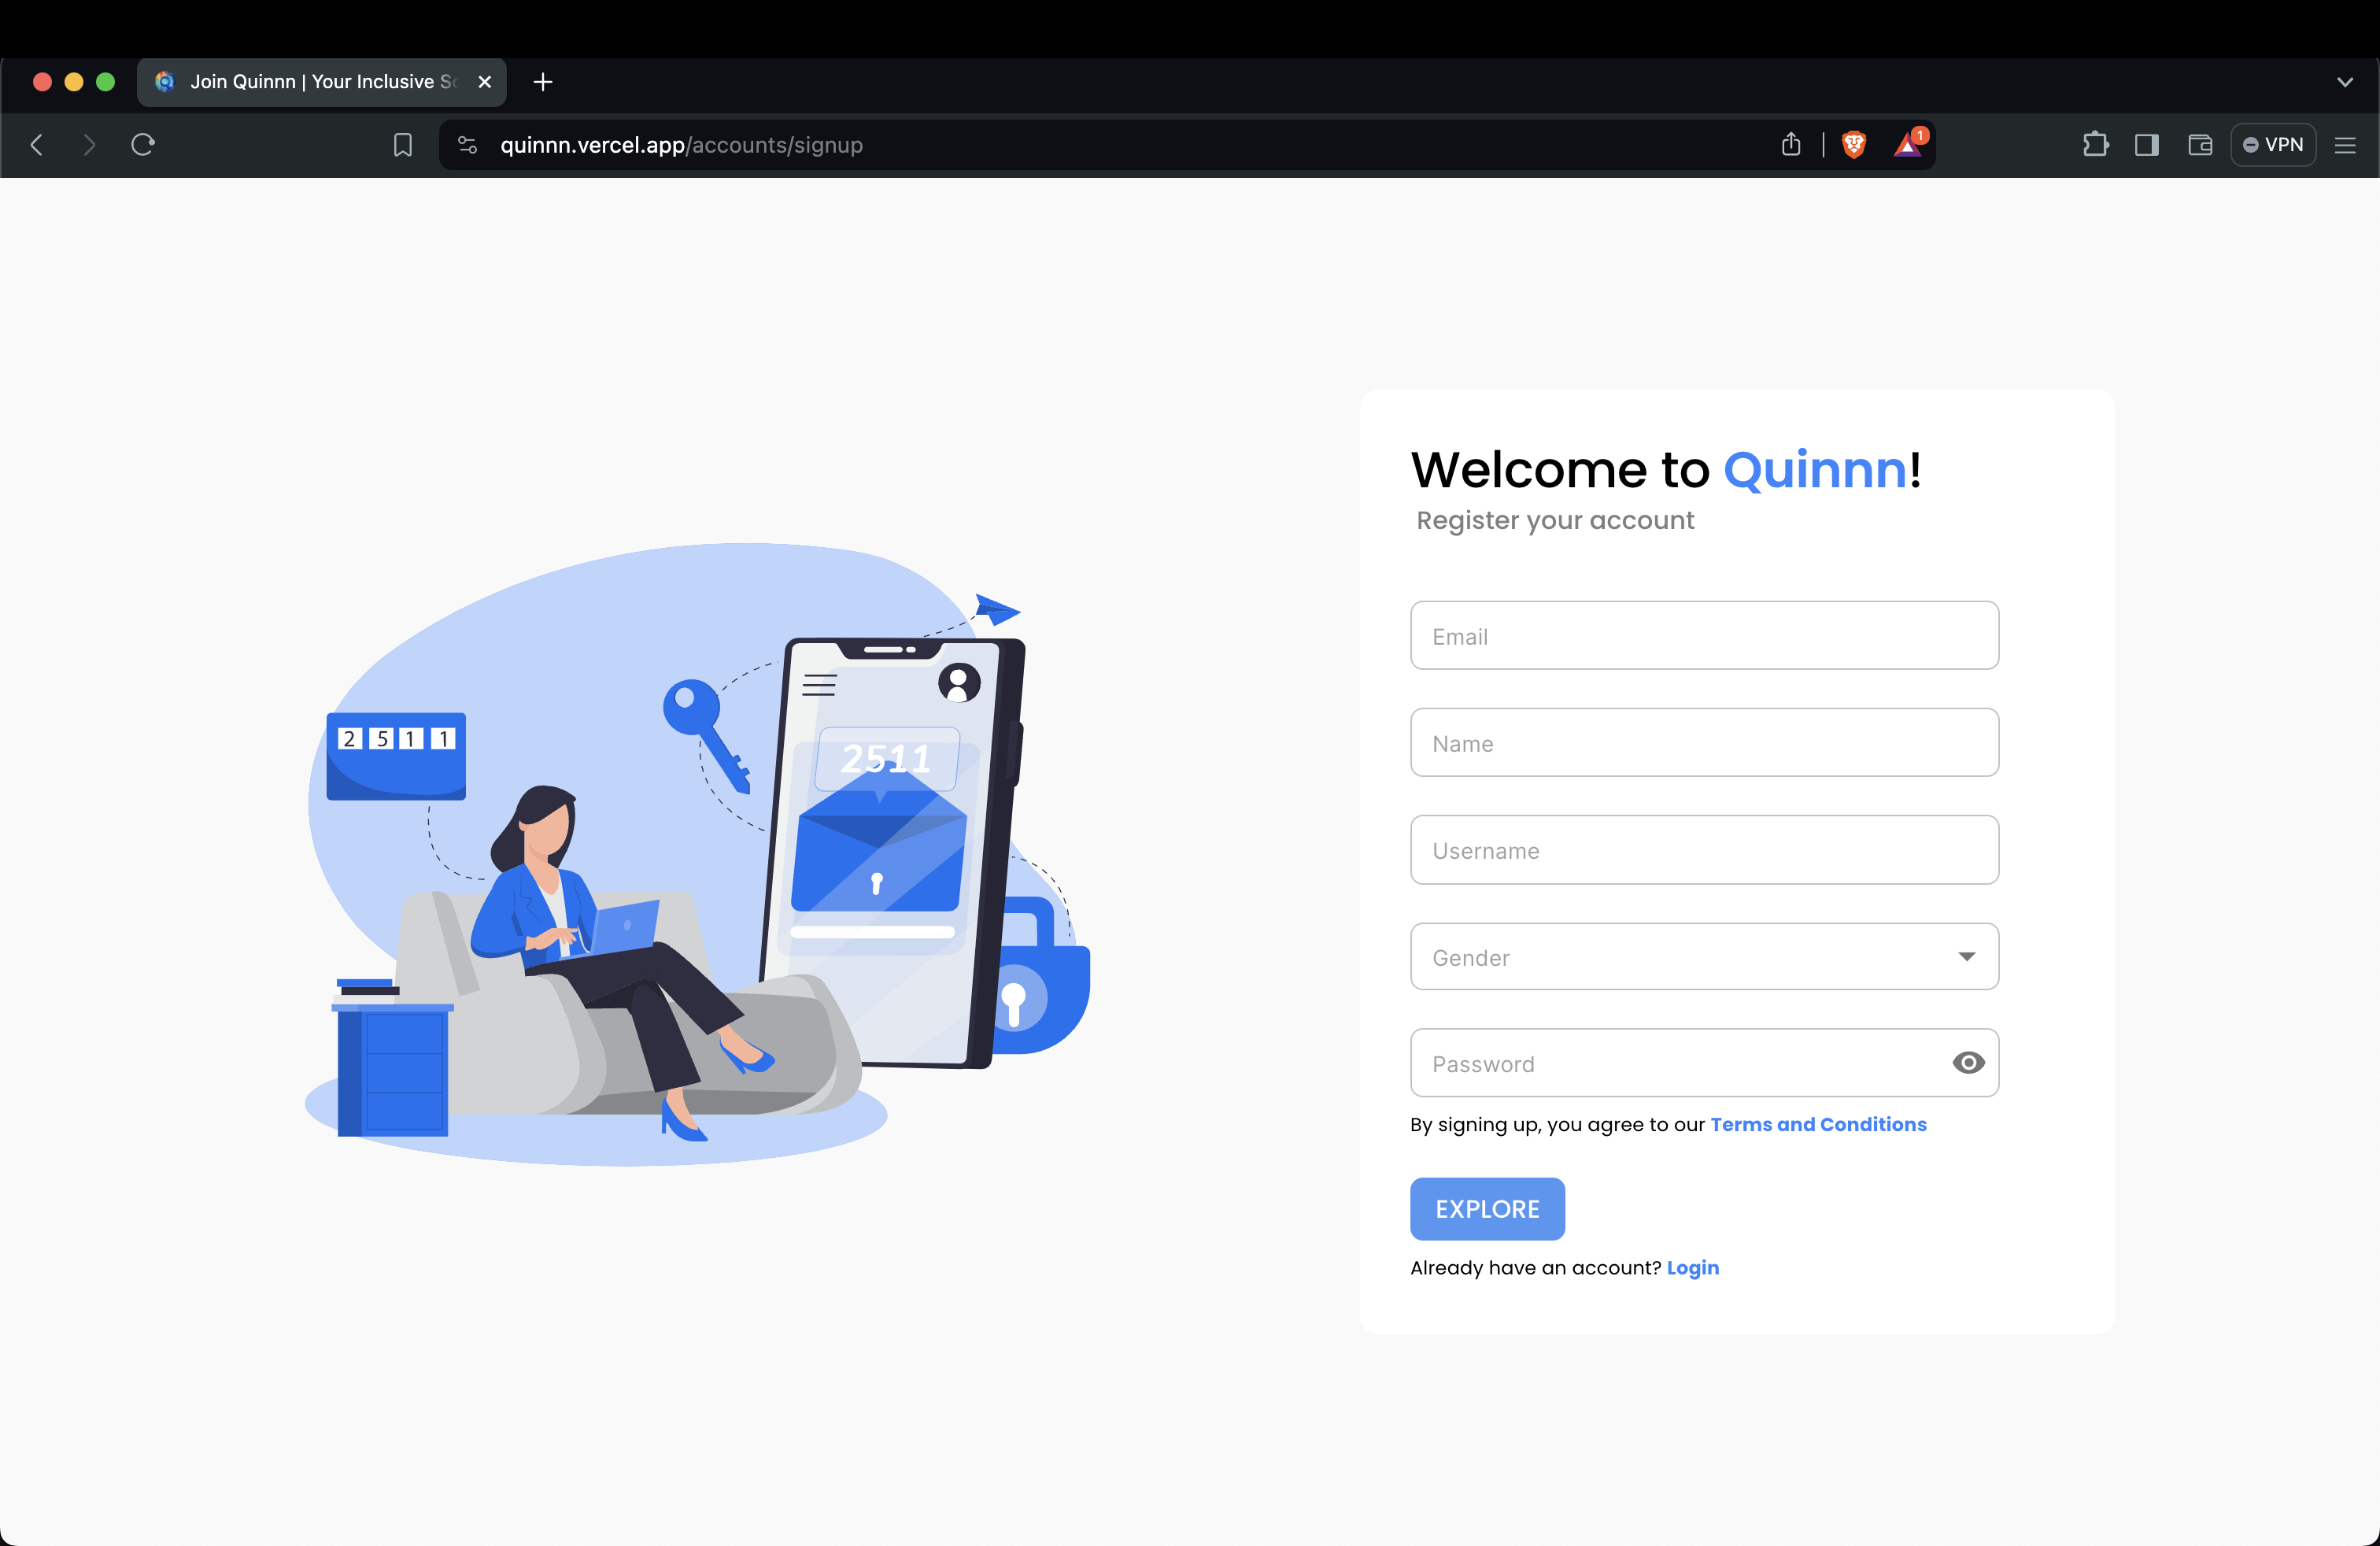 Join Quinnn | Your Inclusive
quinnn.vercel.app/accounts/signup
1
VPN
Welcome to Quinnn!
Register your account
Email
Name
Username
Gender
Password
By signing up, you agree to our Terms and Conditions
EXPLORE
Already have an account? Login
2 5 1 1
2511